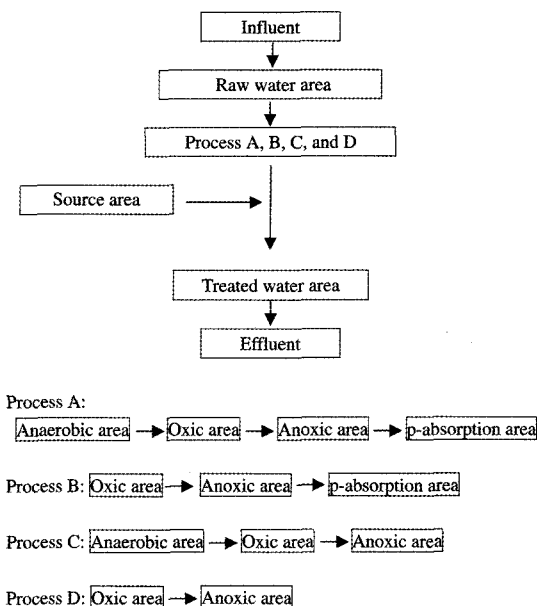 Influent
Raw water area
Process A, B, C, and D
Source area
Treated water area
Effluent
Process A:
Anaerobic area Oxic area Anoxic area p-absorption area
Process B: Oxic area Anoxic area p-absorption area
Process C: Anaerobic area Oxic area Anoxic area
Process D: Oxic area Anoxic area